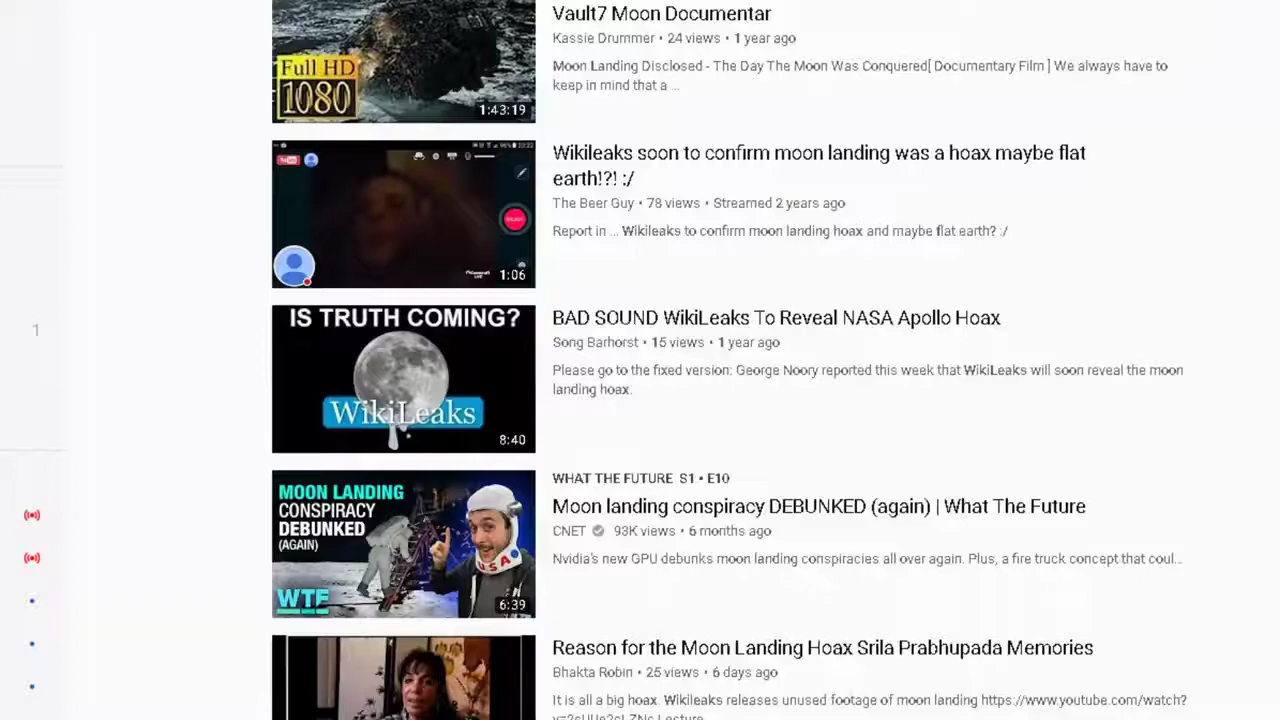 Vault7 Moon Documentar
Kassie Drummer • 24 views • 1 year ago
Full HD
1080
1:43:19
Moon Landing Disclosed - The Day The Moon Was Conquered[ Documentary Film ] We always have to
keep in mind that a ...
Wikileaks soon to confirm moon landing was a hoax maybe flat
earth!?! :/
The Beer Guy • 78 views • Streamed 2 years ago
Report in ... Wikileaks to confirm moon landing hoax and maybe flat earth? :/
1:06
IS TRUTH COMING?
WikiLeaks
8:40
BAD SOUND WikiLeaks To Reveal NASA Apollo Hoax
Song Barhorst • 15 views • 1 year ago
Please go to the fixed version: George Noory reported this week that WikiLeaks will soon reveal the moon
landing hoax.
1
MOON LANDING
CONSPIRACY
DEBUNKED
(AGAIN)
USA
WTF
6:39
WHAT THE FUTURE S1 • E10
Moon landing conspiracy DEBUNKED (again) | What The Future
CNET 93K views • 6 months ago
Nvidia's new GPU debunks moon landing conspiracies all over again. Plus, a fire truck concept that coul...
Reason for the Moon Landing Hoax Srila Prabhupada Memories
Bhakta Robin • 25 views • 6 days ago
It is all a big hoax. Wikileaks releases unused footage of moon landing https://www.youtube.com/watch?